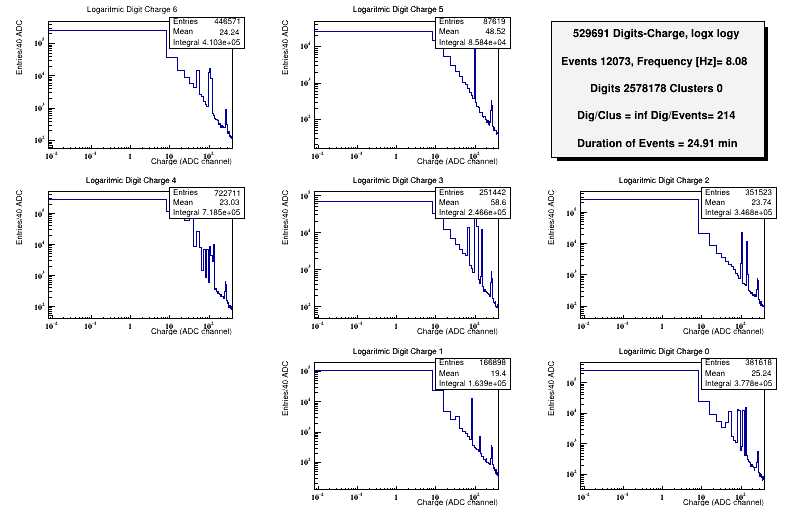 Logaritmic Digit Charge 6
Entries 446571
Mean 24.24
Integral 4.103e+05
Entries/40 ADC
Charge (ADC channel)
Logaritmic Digit Charge 5
Entries 87619
Mean 48.52
Integral 8.584e+04
Entries/40 ADC
Charge (ADC channel)
529691 Digits-Charge, logx logy
Events 12073, Frequency [Hz]= 8.08
Digits 2578178 Clusters 0
Dig/Clus = inf Dig/Events= 214
Duration of Events = 24.91 min
Logaritmic Digit Charge 4
Entries 722711
Mean 23.03
Integral 7.185e+05
Entries/40 ADC
Charge (ADC channel)
Logaritmic Digit Charge 3
Entries 251442
Mean 58.6
Integral 2.466e+05
Entries/40 ADC
Charge (ADC channel)
Logaritmic Digit Charge 2
Entries 351523
Mean 23.74
Integral 3.468e+05
Entries/40 ADC
Charge (ADC channel)
Logaritmic Digit Charge 1
Entries 166898
Mean 19.4
Integral 1.639e+05
Entries/40 ADC
Charge (ADC channel)
Logaritmic Digit Charge 0
Entries 381618
Mean 25.24
Integral 3.778e+05
Entries/40 ADC
Charge (ADC channel)